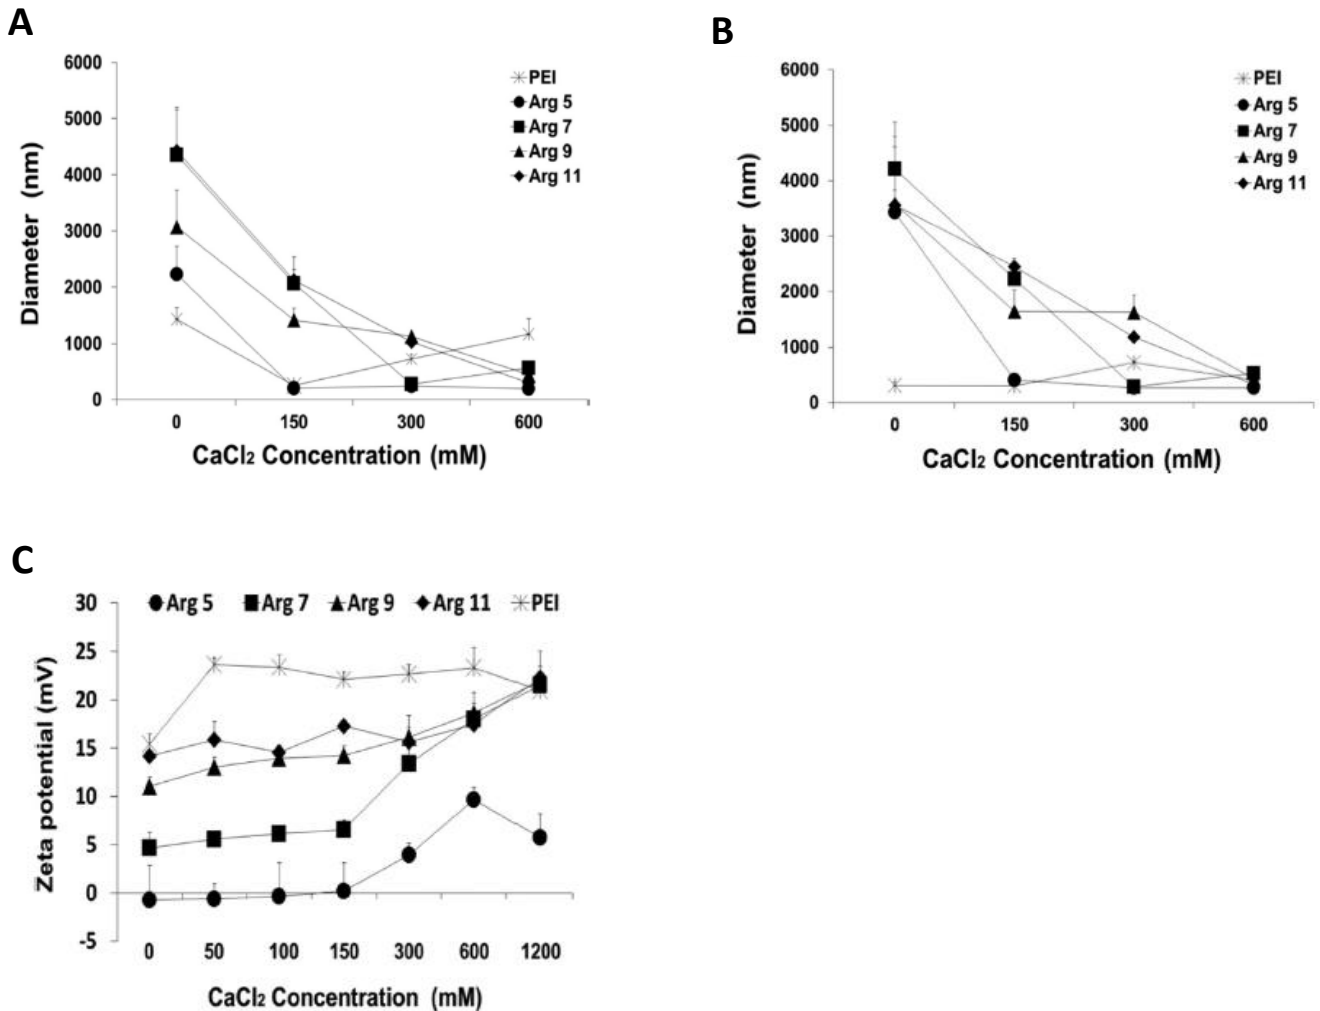 A
6000
5000
4000
3000
2000
1000
0
Diameter (nm)
PEI
Arg 5
Arg 7
Arg 9
Arg 11
0 150 300 600
CaCl2 Concentration (mM)
B
6000
5000
4000
3000
2000
1000
0
Diameter (nm)
PEI
Arg 5
Arg 7
Arg 9
Arg 11
0 150 300 600
CaCl2 Concentration (mM)
C
Arg 5 Arg 7 Arg 9 Arg 11 PEI
30
25
20
15
10
5
0
-5
Zeta potential (mV)
0 50 100 150 300 600 1200
CaCl2 Concentration (mM)